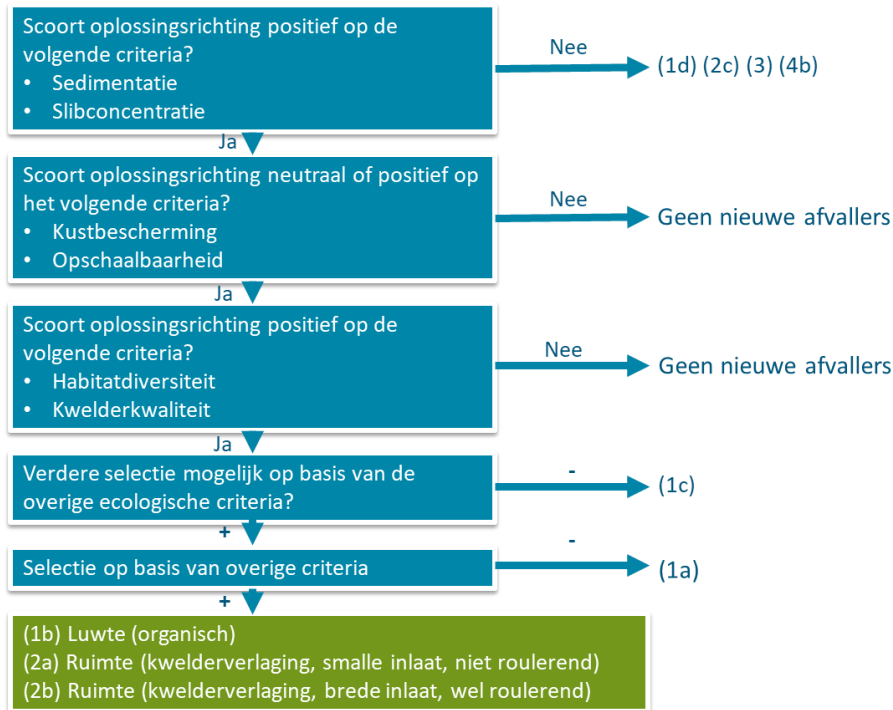 Scoort oplossingsrichting positief op de
volgende criteria?
• Sedimentatie
• Slibconcentratie
Nee
(1d) (2c) (3) (4b)
Ja
Scoort oplossingsrichting neutraal of positief op
het volgende criteria?
• Kustbescherming
• Opschaalbaarheid
Nee
Geen nieuwe afvallers
Ja
Scoort oplossingsrichting positief op de
volgende criteria?
• Habitatdiversiteit
• Kwelderkwaliteit
Nee
Geen nieuwe afvallers
Ja
Verdere selectie mogelijk op basis van de
overige ecologische criteria?
-
(1c)
+
Selectie op basis van overige criteria
-
(1a)
+
(1b) Luwte (organisch)
(2a) Ruimte (kwelderverlaging, smalle inlaat, niet roulerend)
(2b) Ruimte (kwelderverlaging, brede inlaat, wel roulerend)